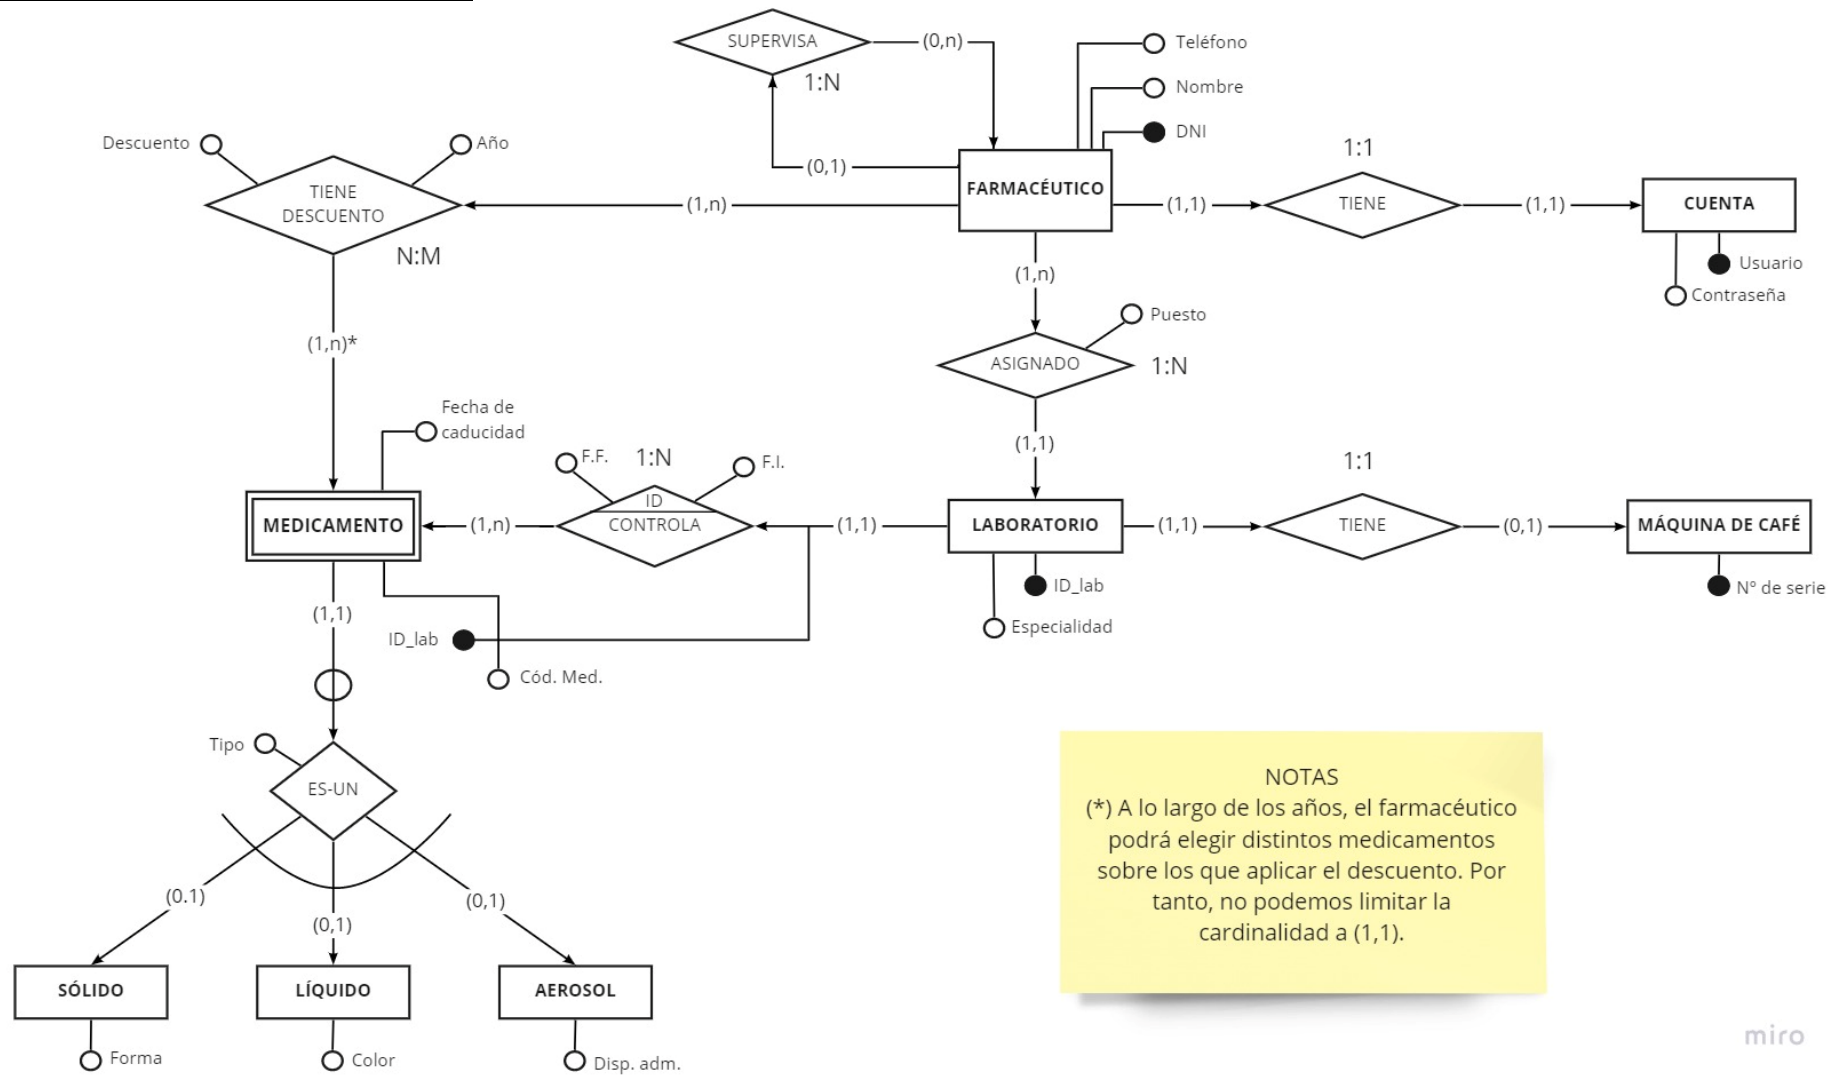 SUPERVISA
(0,n)
1:N
(0,1)
Teléfono
Nombre
DNI
Descuento
Año
TIENE
DESCUENTO
N:M
(1,n)
FARMACÉUTICO
(1,1)
1:1
TIENE
(1,1)
CUENTA
Usuario
Contraseña
(1,n)
Puesto
ASIGNADO
1:N
(1,n)*
(1,1)
Fecha de
caducidad
F.F.
1:N
F.I.
ID
CONTROLA
MEDICAMENTO
(1,n)
(1,1)
LABORATORIO
(1,1)
1:1
TIENE
(0,1)
MÁQUINA DE CAFÉ
ID_lab
Especialidad
Nº de serie
(1,1)
ID_lab
Cód. Med.
Tipo
ES-UN
(0.1)
(0,1)
(0,1)
SÓLIDO
LÍQUIDO
AEROSOL
Forma
Color
Disp. adm.
NOTAS
(*) A lo largo de los años, el farmacéutico
podrá elegir distintos medicamentos
sobre los que aplicar el descuento. Por
tanto, no podemos limitar la
cardinalidad a (1,1).
miro